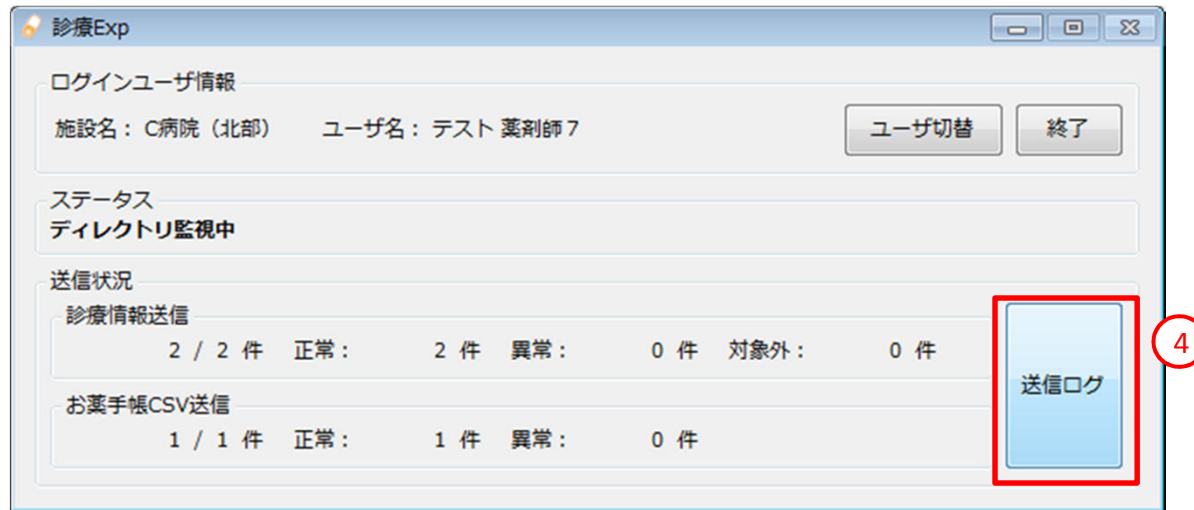 診療Exp
ログインユーザ情報
施設名： C病院（北部） ユーザ名： テスト 薬剤師７ ユーザ切替 終了
ステータス
ディレクトリ監視中
送信状況
診療情報送信
2 / 2 件 正常： 2 件 異常： 0 件 対象外： 0 件
4
送信ログ
お薬手帳CSV送信
1 / 1 件 正常： 1 件 異常： 0 件